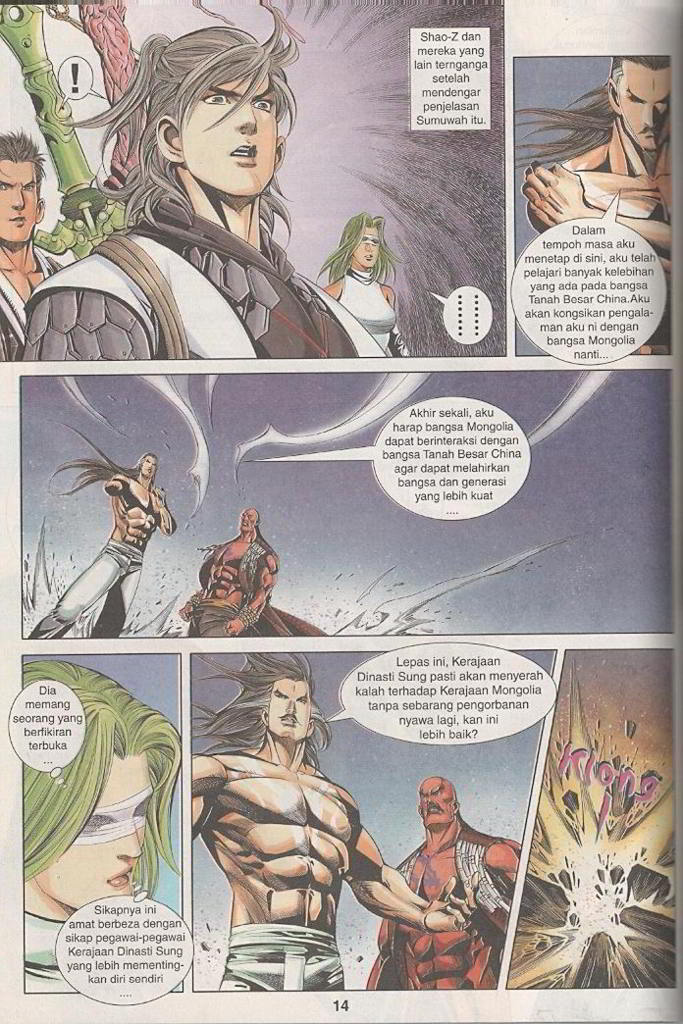 !
Shao-Z dan
mereka yang
lain ternganga
setelah
mendengar
penjelasan
Sumuwah itu.
Dalam
tempoh masa aku
menetap di sini, aku telah
pelajari banyak kelebihan
yang ada pada bangsa
Tanah Besar China.Aku
akan kongsikan pengala-
man aku ni dengan
bangsa Mongolia
nanti...
Akhir sekali, aku
harap bangsa Mongolia
dapat berinteraksi dengan
bangsa Tanah Besar China
agar dapat melahirkan
bangsa dan generasi
yang lebih kuat
....
Dia
memang
seorang yang
berfikiran
terbuka
...
Sikapnya ini
amat berbeza dengan
sikap pegawai-pegawai
Kerajaan Dinasti Sung
yang lebih mementing-
kan diri sendiri
....
Lepas ini, Kerajaan
Dinasti Sung pasti akan menyerah
kalah terhadap Kerajaan Mongolia
tanpa sebarang pengorbanan
nyawa lagi, kan ini
lebih baik?
Klong
!
14